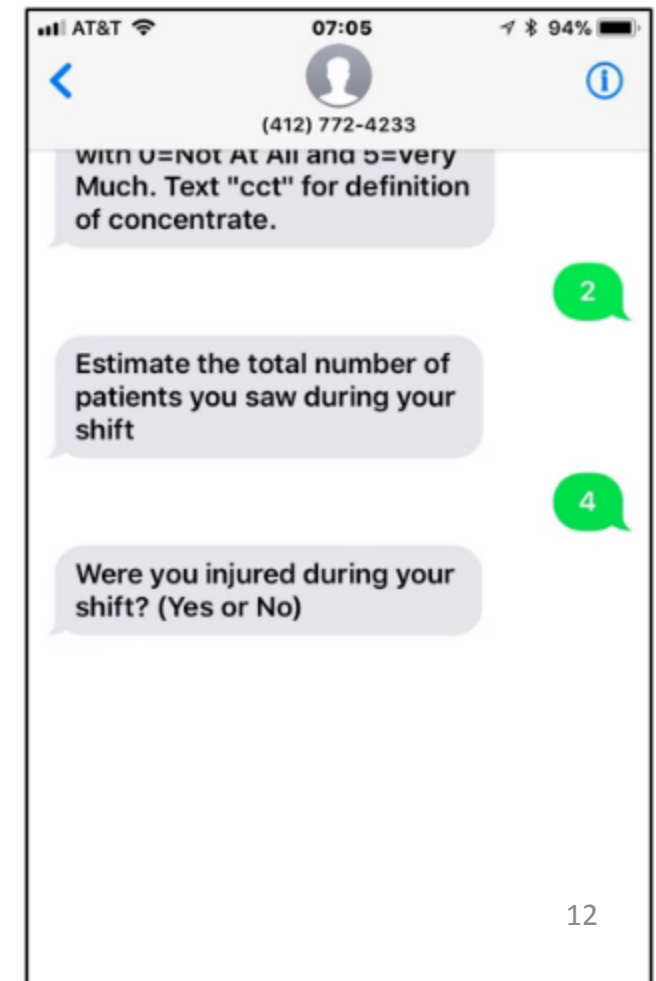 AT&T 07:05 94%
(412) 772-4233
with 0=Not At All and 5=Very
Much. Text "cct" for definition
of concentrate.
2
Estimate the total number of
patients you saw during your
shift
4
Were you injured during your
shift? (Yes or No)
12